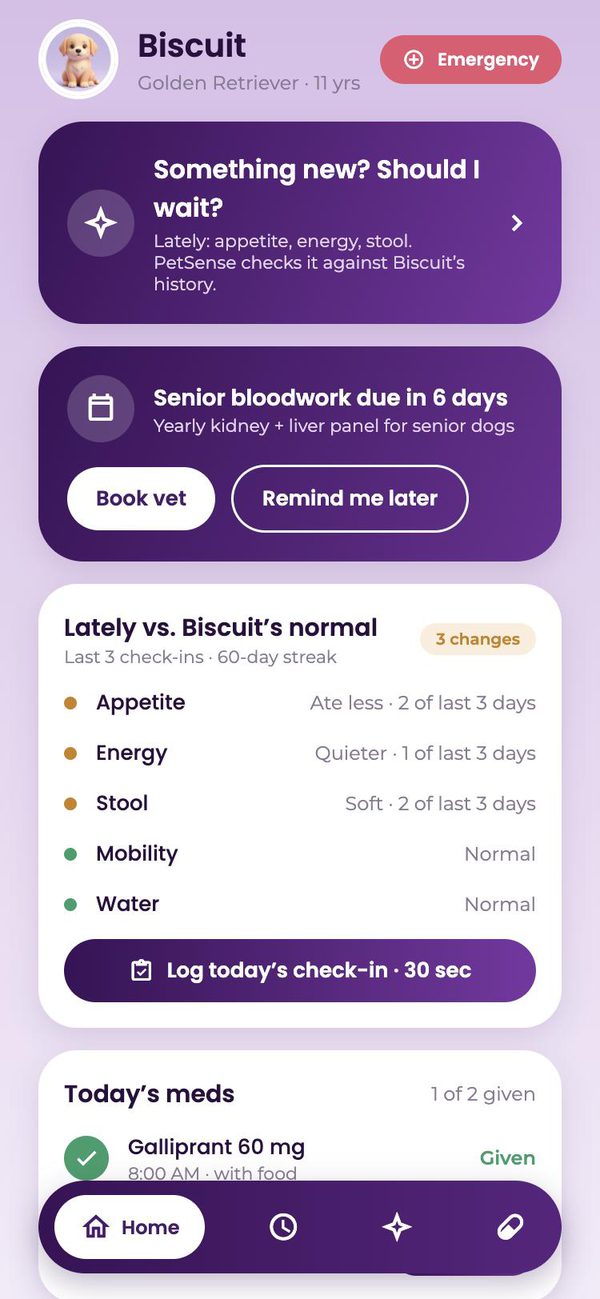 Biscuit
Golden Retriever · 11 yrs
Emergency
Something new? Should I
wait?
Lately: appetite, energy, stool.
PetSense checks it against Biscuit’s
history.
Senior bloodwork due in 6 days
Yearly kidney + liver panel for senior dogs
Book vet
Remind me later
Lately vs. Biscuit’s normal
3 changes
Last 3 check-ins · 60-day streak
Appetite
Ate less · 2 of last 3 days
Energy
Quieter · 1 of last 3 days
Stool
Soft · 2 of last 3 days
Mobility
Normal
Water
Normal
Log today’s check-in · 30 sec
Today’s meds
1 of 2 given
Galliprant 60 mg
Given
8:00 AM · with food
Home